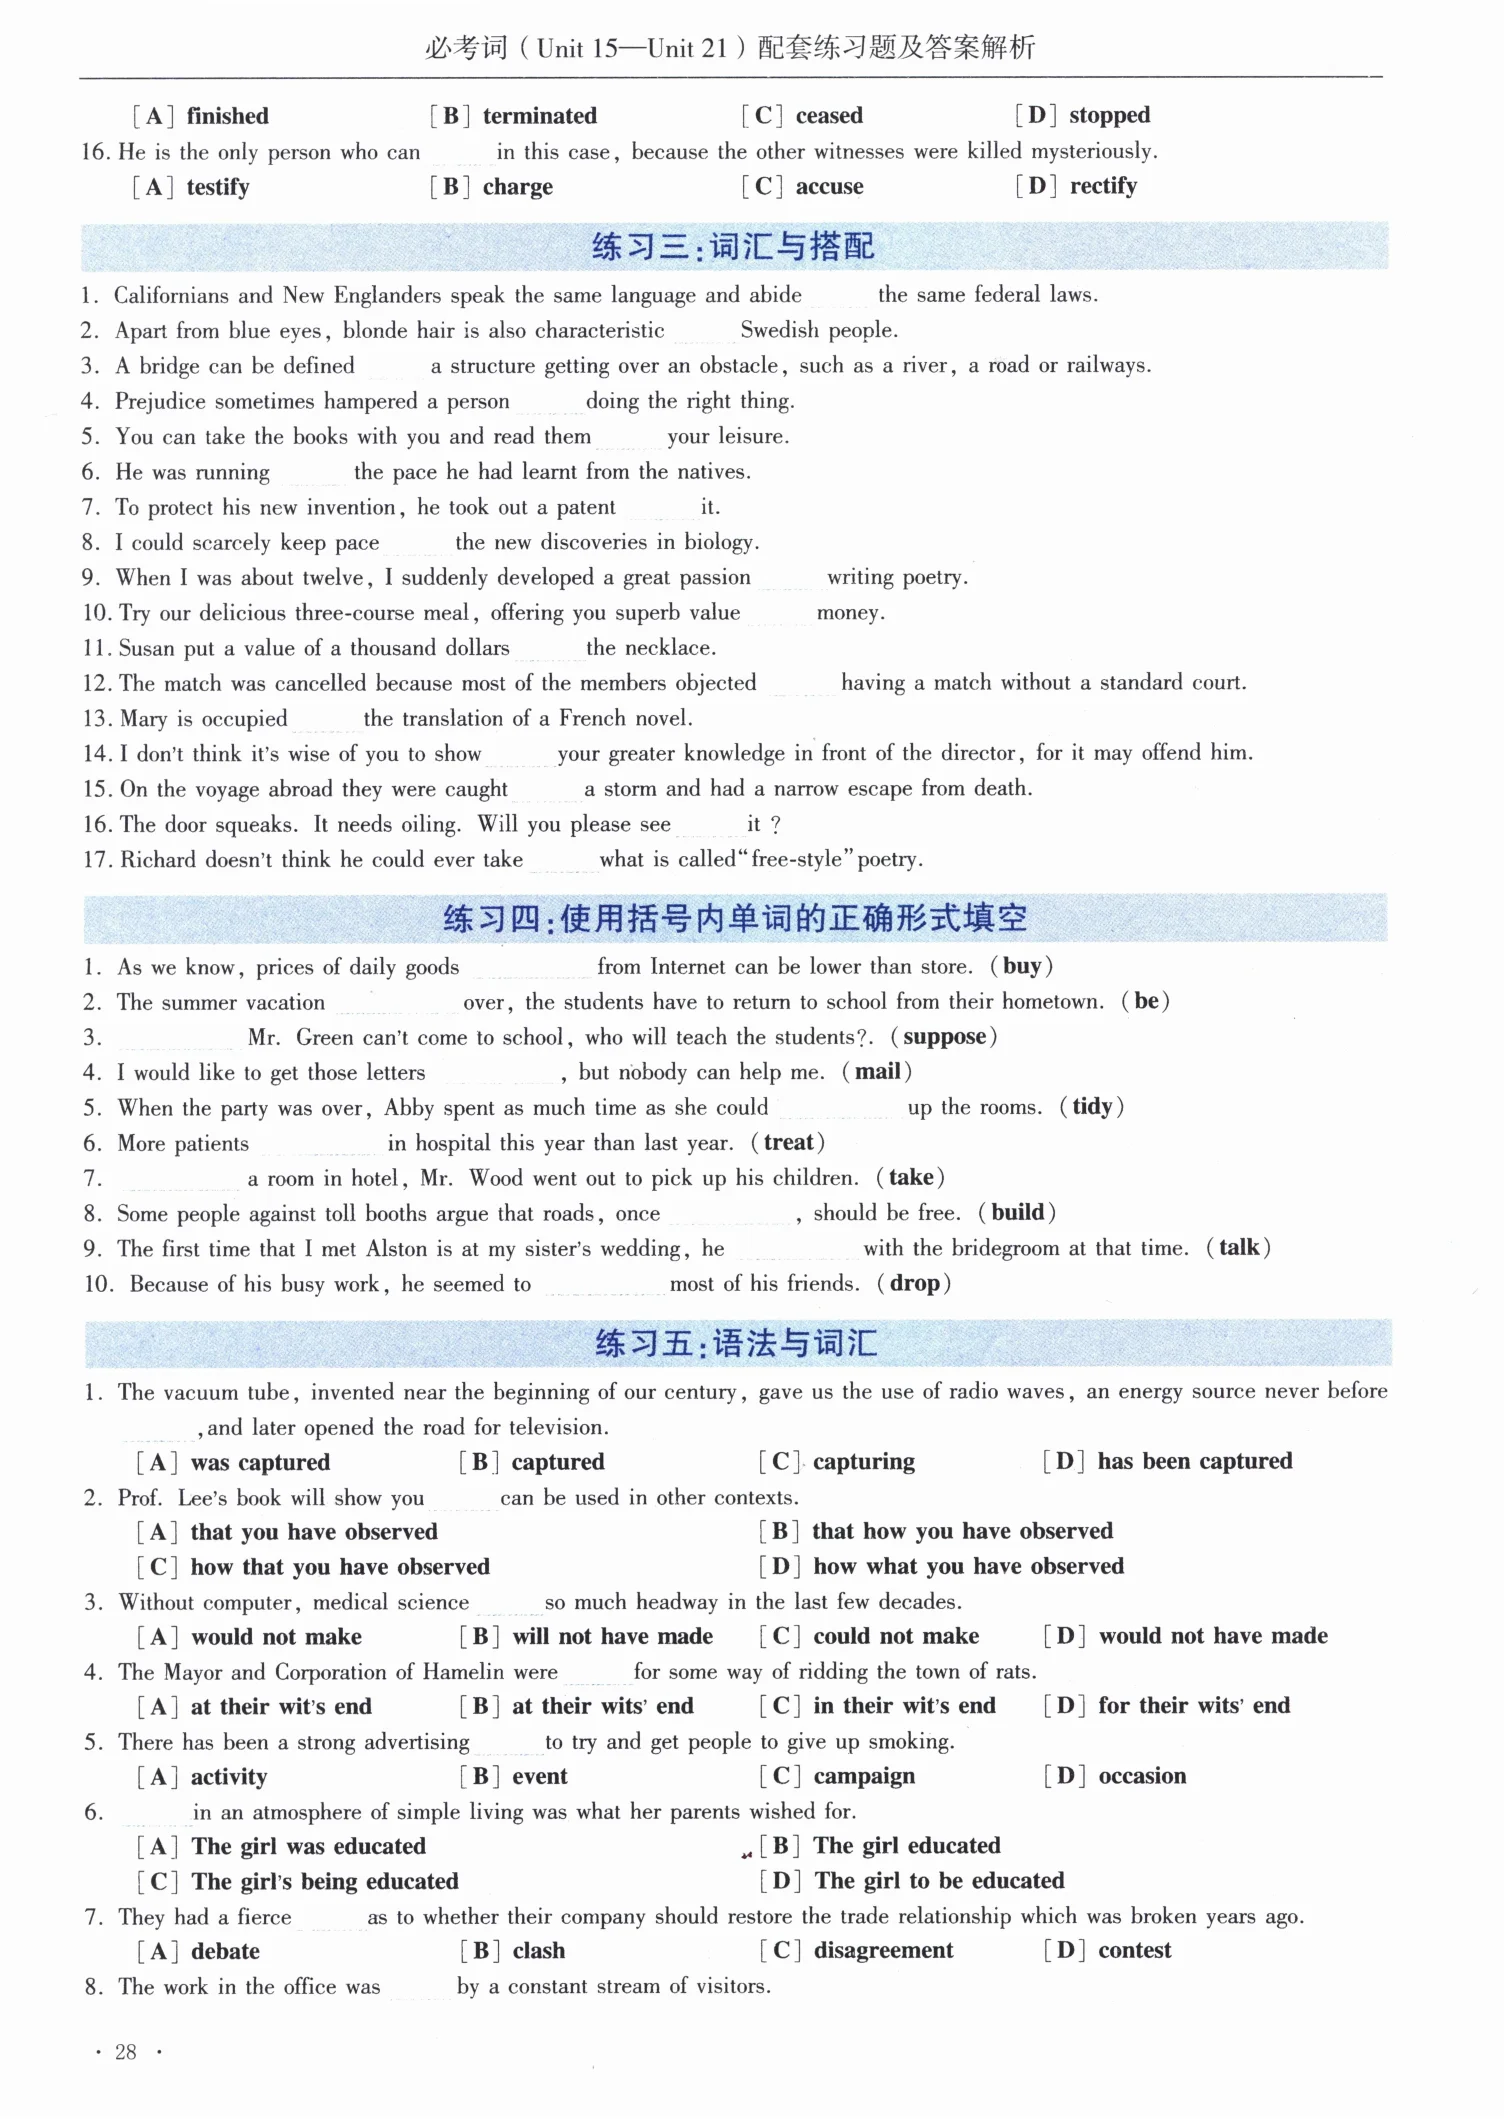 必考词（Unit 15—Unit 21）配套练习题及答案解析
[A] finished [B] terminated [C] ceased [D] stopped
16. He is the only person who can ______ in this case, because the other witnesses were killed mysteriously.
[A] testify [B] charge [C] accuse [D] rectify
练习三:词汇与搭配
1. Californians and New Englanders speak the same language and abide ______ the same federal laws.
2. Apart from blue eyes, blonde hair is also characteristic ______ Swedish people.
3. A bridge can be defined ______ a structure getting over an obstacle, such as a river, a road or railways.
4. Prejudice sometimes hampered a person ______ doing the right thing.
5. You can take the books with you and read them ______ your leisure.
6. He was running ______ the pace he had learnt from the natives.
7. To protect his new invention, he took out a patent ______ it.
8. I could scarcely keep pace ______ the new discoveries in biology.
9. When I was about twelve, I suddenly developed a great passion ______ writing poetry.
10. Try our delicious three-course meal, offering you superb value ______ money.
11. Susan put a value of a thousand dollars ______ the necklace.
12. The match was cancelled because most of the members objected ______ having a match without a standard court.
13. Mary is occupied ______ the translation of a French novel.
14. I don't think it's wise of you to show ______ your greater knowledge in front of the director, for it may offend him.
15. On the voyage abroad they were caught ______ a storm and had a narrow escape from death.
16. The door squeaks. It needs oiling. Will you please see ______ it ?
17. Richard doesn't think he could ever take ______ what is called“free-style”poetry.
练习四:使用括号内单词的正确形式填空
1. As we know, prices of daily goods ______ from Internet can be lower than store. (buy)
2. The summer vacation ______ over, the students have to return to school from their hometown. (be)
3. ______ Mr. Green can't come to school, who will teach the students?. (suppose)
4. I would like to get those letters ______, but nobody can help me. (mail)
5. When the party was over, Abby spent as much time as she could ______ up the rooms. (tidy)
6. More patients ______ in hospital this year than last year. (treat)
7. ______ a room in hotel, Mr. Wood went out to pick up his children. (take)
8. Some people against toll booths argue that roads, once ______, should be free. (build)
9. The first time that I met Alston is at my sister's wedding, he ______ with the bridegroom at that time. (talk)
10. Because of his busy work, he seemed to ______ most of his friends. (drop)
练习五:语法与词汇
1. The vacuum tube, invented near the beginning of our century, gave us the use of radio waves, an energy source never before
______,and later opened the road for television.
[A] was captured [B] captured [C] capturing [D] has been captured
2. Prof. Lee's book will show you ______ can be used in other contexts.
[A] that you have observed [B] that how you have observed
[C] how that you have observed [D] how what you have observed
3. Without computer, medical science ______ so much headway in the last few decades.
[A] would not make [B] will not have made [C] could not make [D] would not have made
4. The Mayor and Corporation of Hamelin were ______ for some way of ridding the town of rats.
[A] at their wit's end [B] at their wits' end [C] in their wit's end [D] for their wits' end
5. There has been a strong advertising ______ to try and get people to give up smoking.
[A] activity [B] event [C] campaign [D] occasion
6. ______ in an atmosphere of simple living was what her parents wished for.
[A] The girl was educated [B] The girl educated
[C] The girl's being educated [D] The girl to be educated
7. They had a fierce ______ as to whether their company should restore the trade relationship which was broken years ago.
[A] debate [B] clash [C] disagreement [D] contest
8. The work in the office was ______ by a constant stream of visitors.
· 28 ·